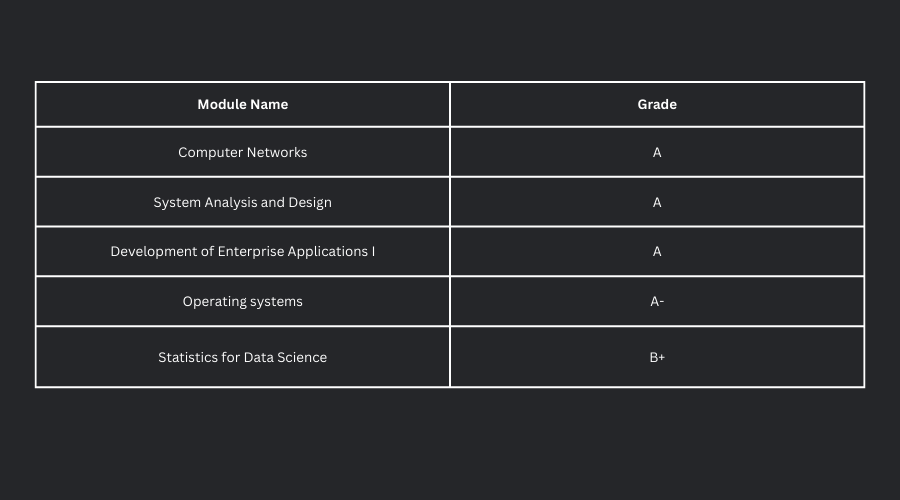 Module Name Grade
Computer Networks A
System Analysis and Design A
Development of Enterprise Applications I A
Operating systems A-
Statistics for Data Science B+